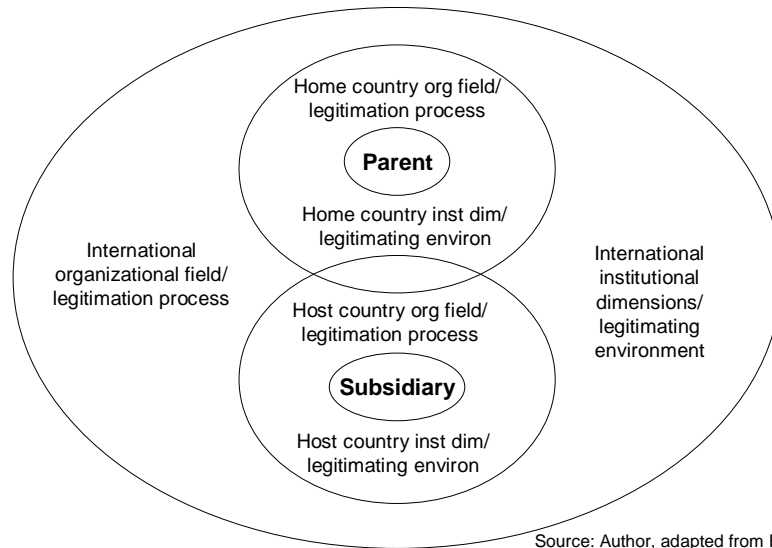 Home country org field/
legitimation process
Parent
Home country inst dim/
legitimating environ
International
organizational field/
legitimation process
International
institutional
dimensions/
legitimating
environment
Host country org field/
legitimation process
Subsidiary
Host country inst dim/
legitimating environ
Source: Author, adapted from